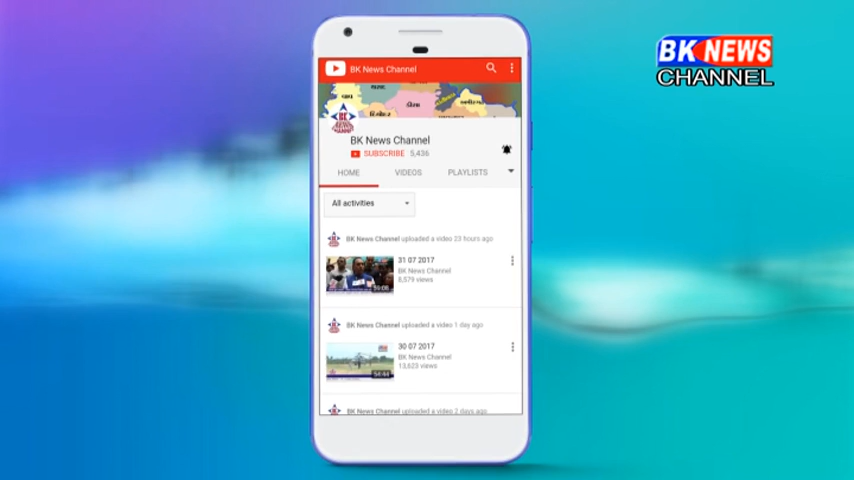 BK NEWS
CHANNEL
BK News Channel
BK News Channel
SUBSCRIBE 5,436
HOME VIDEOS PLAYLISTS
All activities
BK News Channel uploaded a video 23 hours ago
31 07 2017
BK News Channel
8,579 views
59:06
BK News Channel uploaded a video 1 day ago
30 07 2017
BK News Channel
13,623 views
54:44
BK News Channel uploaded a video 2 days ago